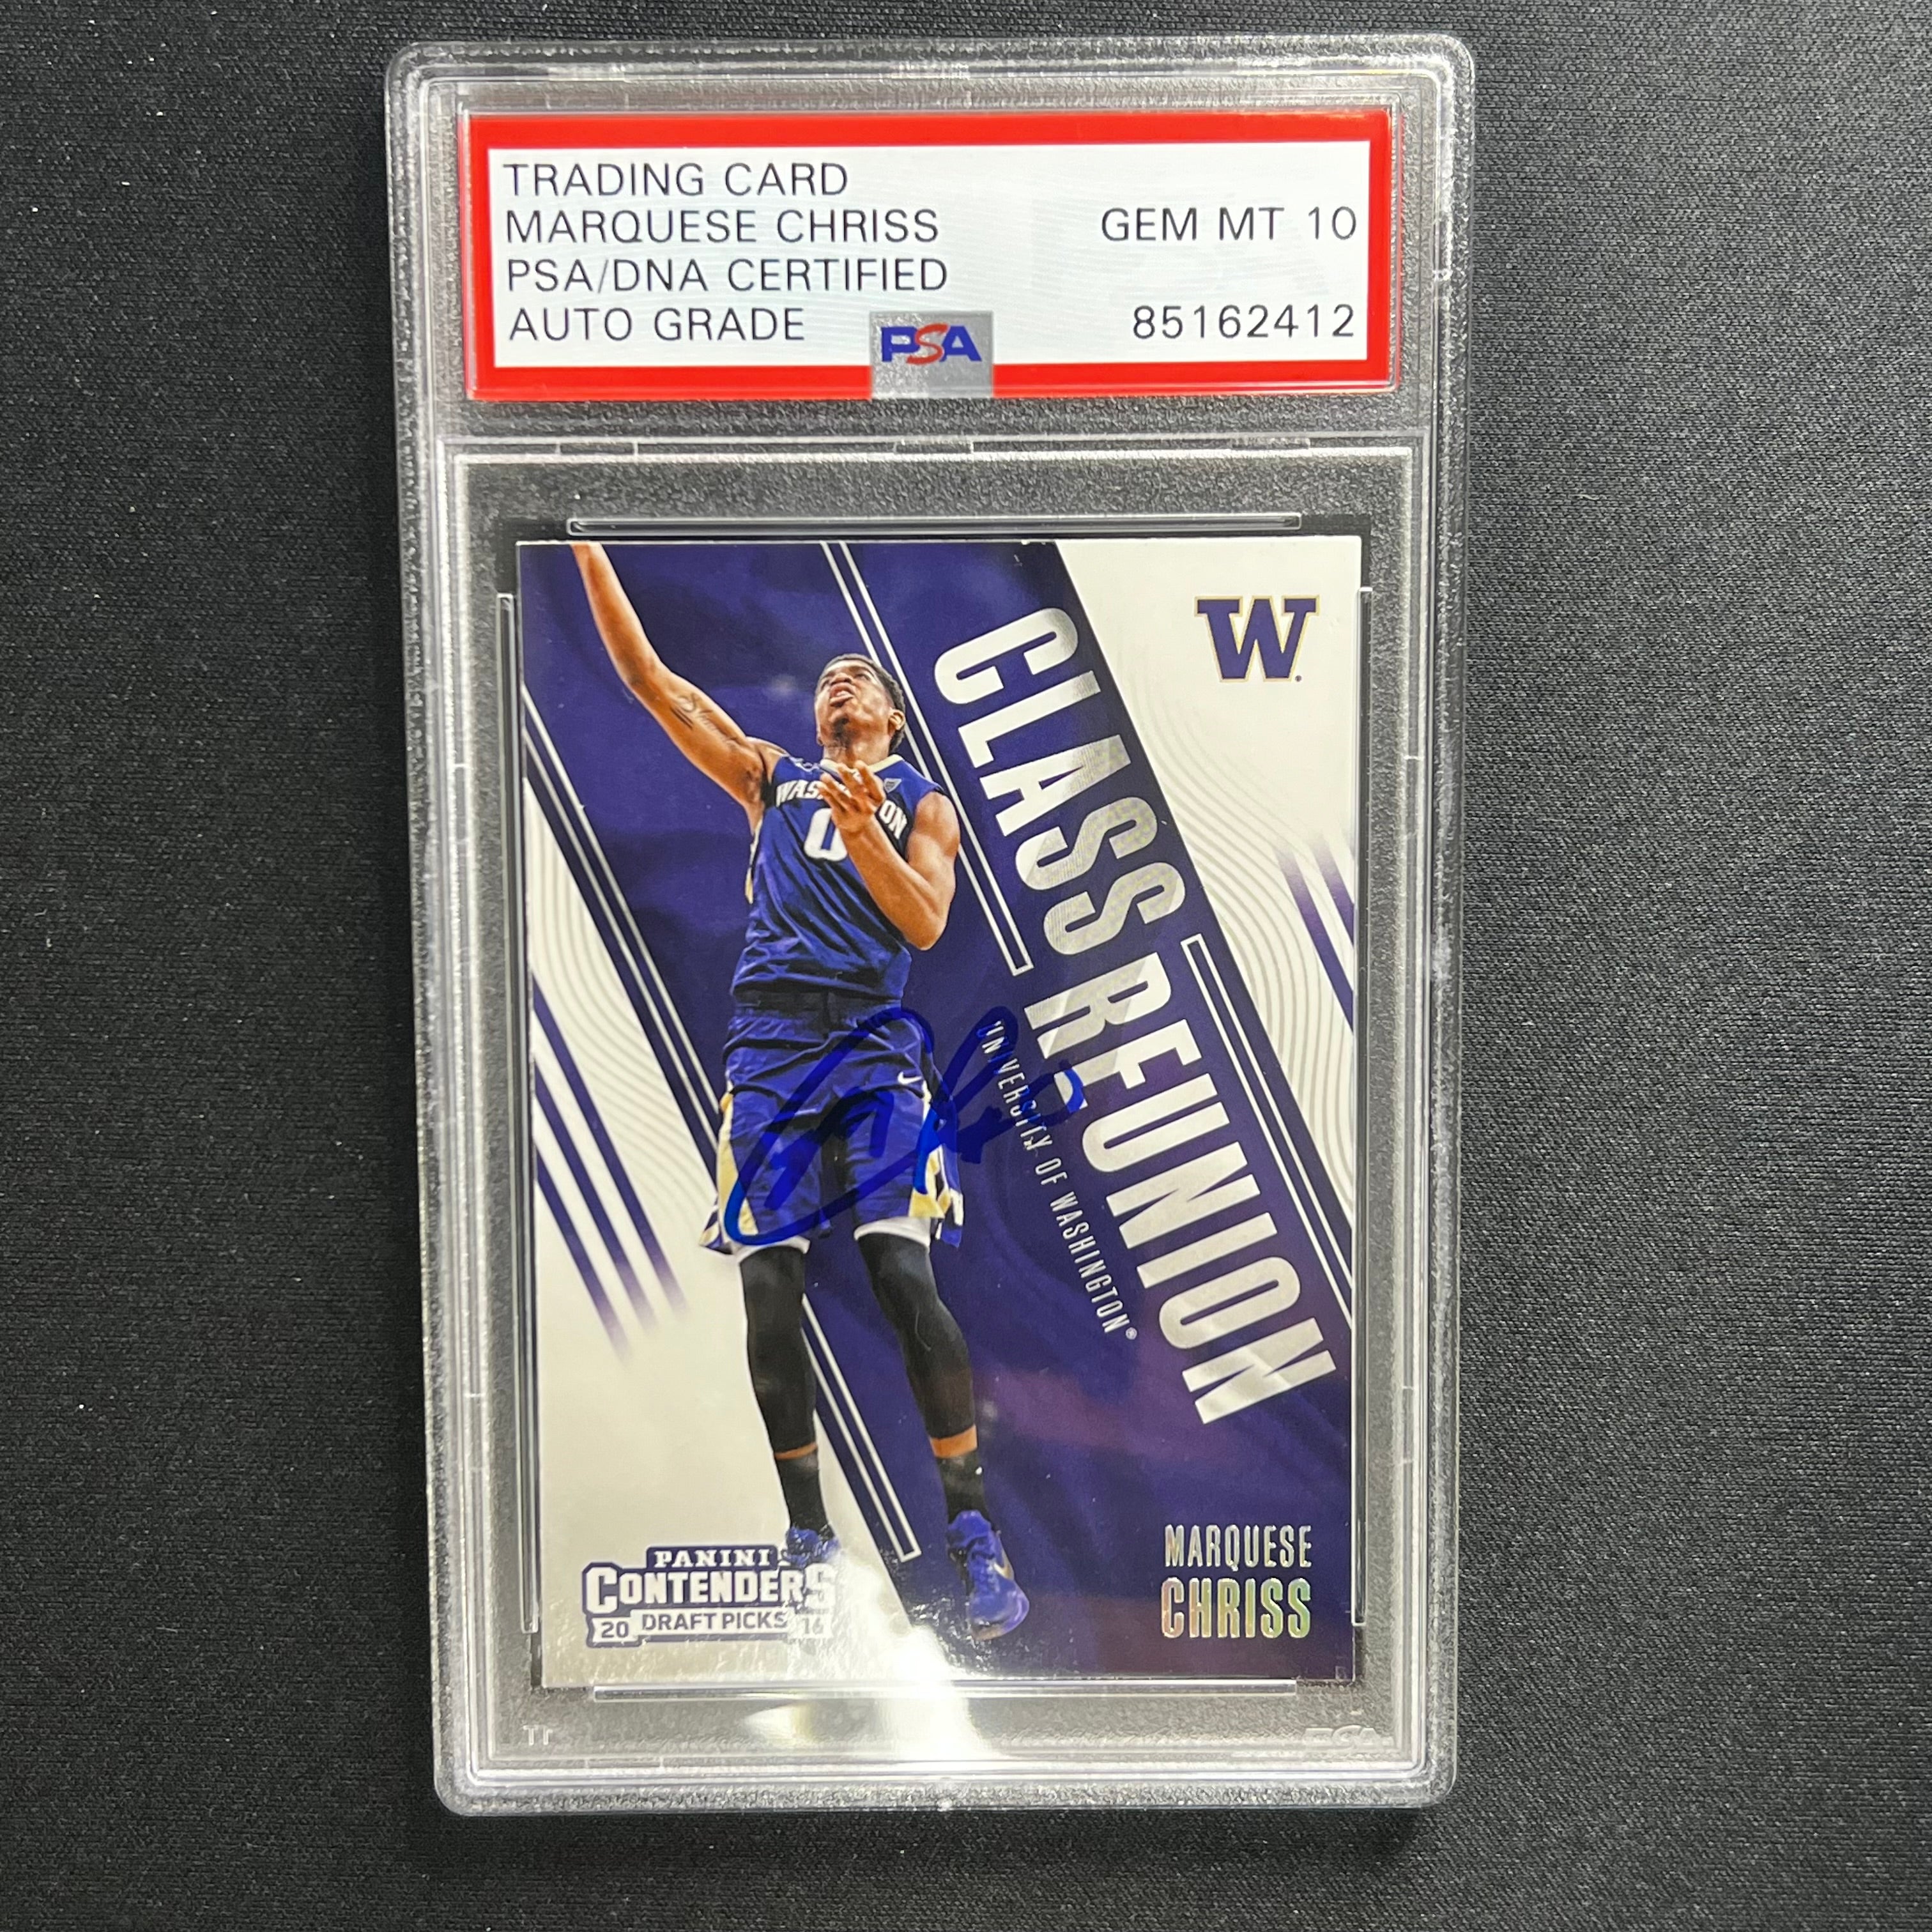 TRADING CARD
MARQUESE CHRISS GEM MT 10
PSA/DNA CERTIFIED
AUTO GRADE 85162412
PSA
W
CLASS REUNION
UNIVERSITY OF WASHINGTON®
WASHINGTON
0
PANINI
CONTENDERS
20 DRAFT PICKS 16
MARQUESE
CHRISS
PSA